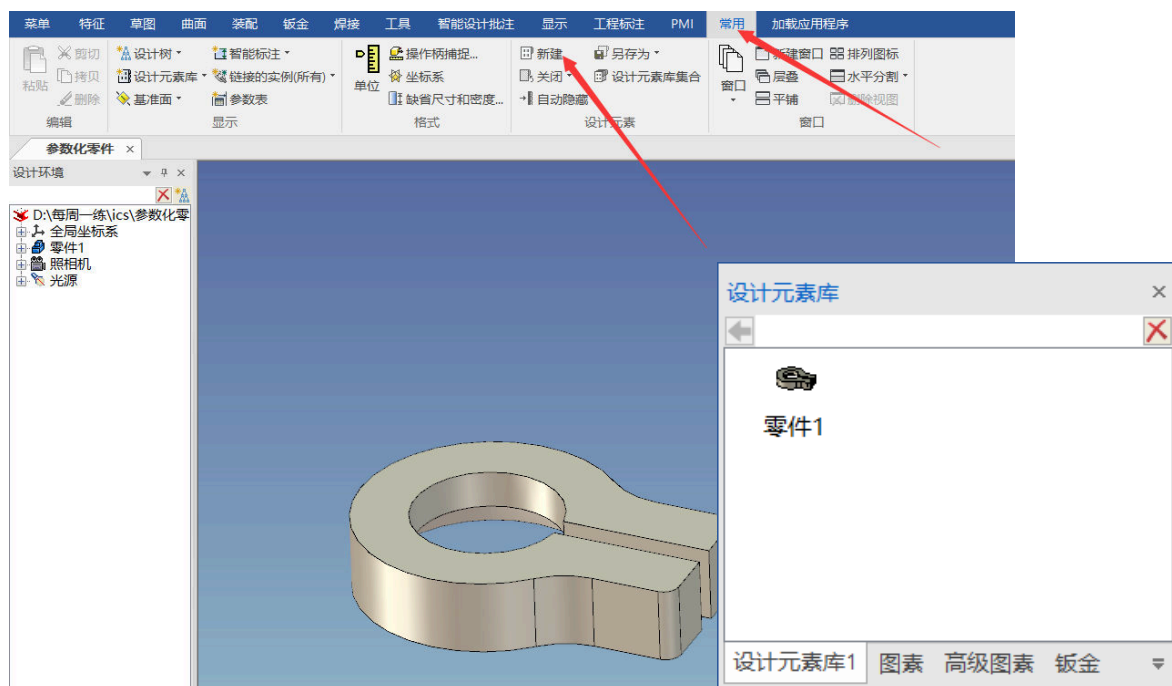 菜单 特征 草图 曲面 装配 钣金 焊接 工具 智能设计批注 显示 工程标注 PMI 常用 加载应用程序
粘贴 剪切 拷贝 删除
编辑
设计树 智能标注
设计元素库 链接的实例(所有)
基准面 参数表
显示
单位 操作柄捕捉...
坐标系
缺省尺寸和密度...
格式
新建 另存为
关闭 设计元素库集合
自动隐藏
设计元素
窗口 新建窗口 排列图标
层叠 水平分割
平铺 删除视图
窗口
参数化零件 ×
设计环境
D:\每周一练\ics\参数化零
全局坐标系
零件1
照相机
光源
设计元素库
零件1
设计元素库1 图素 高级图素 钣金